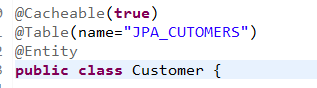 @Cacheable(true)
@Table(name="JPA_CUTOMERS")
@Entity
public class Customer {